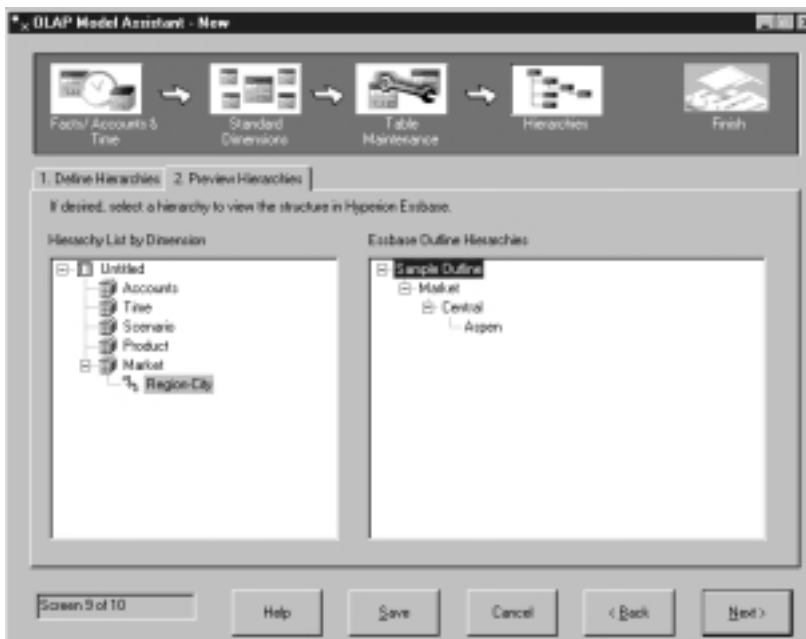 OLAP Model Assistant - New
Facts/Accounts & Time
Standard Dimensions
Table Maintenance
Hierarchies
Finish
1. Define Hierarchies
2. Preview Hierarchies
If desired, select a hierarchy to view the structure in Hyperion Essbase.
Hierarchy List by Dimension
Untitled
Accounts
Time
Scenario
Product
Market
Region-City
Essbase Outline Hierarchies
Sample Outline
Market
Central
Aspen
Screen 9 of 10
Help
Save
Cancel
< Back
Next >